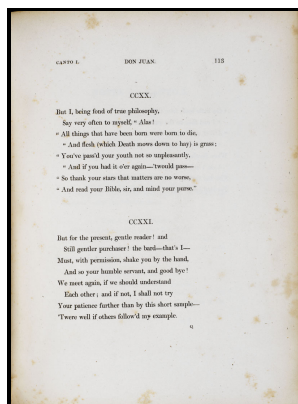 CANTO I. DON JUAN. 113
CCXX.
But I, being fond of true philosophy,
Say very often to myself, “ Alas!
“ All things that have been born were born to die,
“ And flesh (which Death mows down to hay) is grass;
“ You've pass'd your youth not so unpleasantly,
“ And if you had it o'er again—'twould pass—
“ So thank your stars that matters are no worse,
“ And read your Bible, sir, and mind your purse.”
CCXXI.
But for the present, gentle reader! and
Still gentler purchaser! the bard—that's I—
Must, with permission, shake you by the hand,
And so your humble servant, and good bye!
We meet again, if we should understand
Each other; and if not, I shall not try
Your patience further than by this short sample—
'Twere well if others follow'd my example.